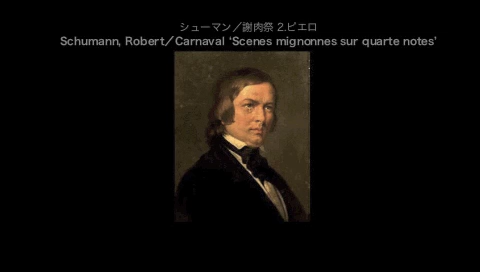 シューマン／謝肉祭 2.ピエロ
Schumann, Robert／Carnaval ‘Scenes mignonnes sur quarte notes’